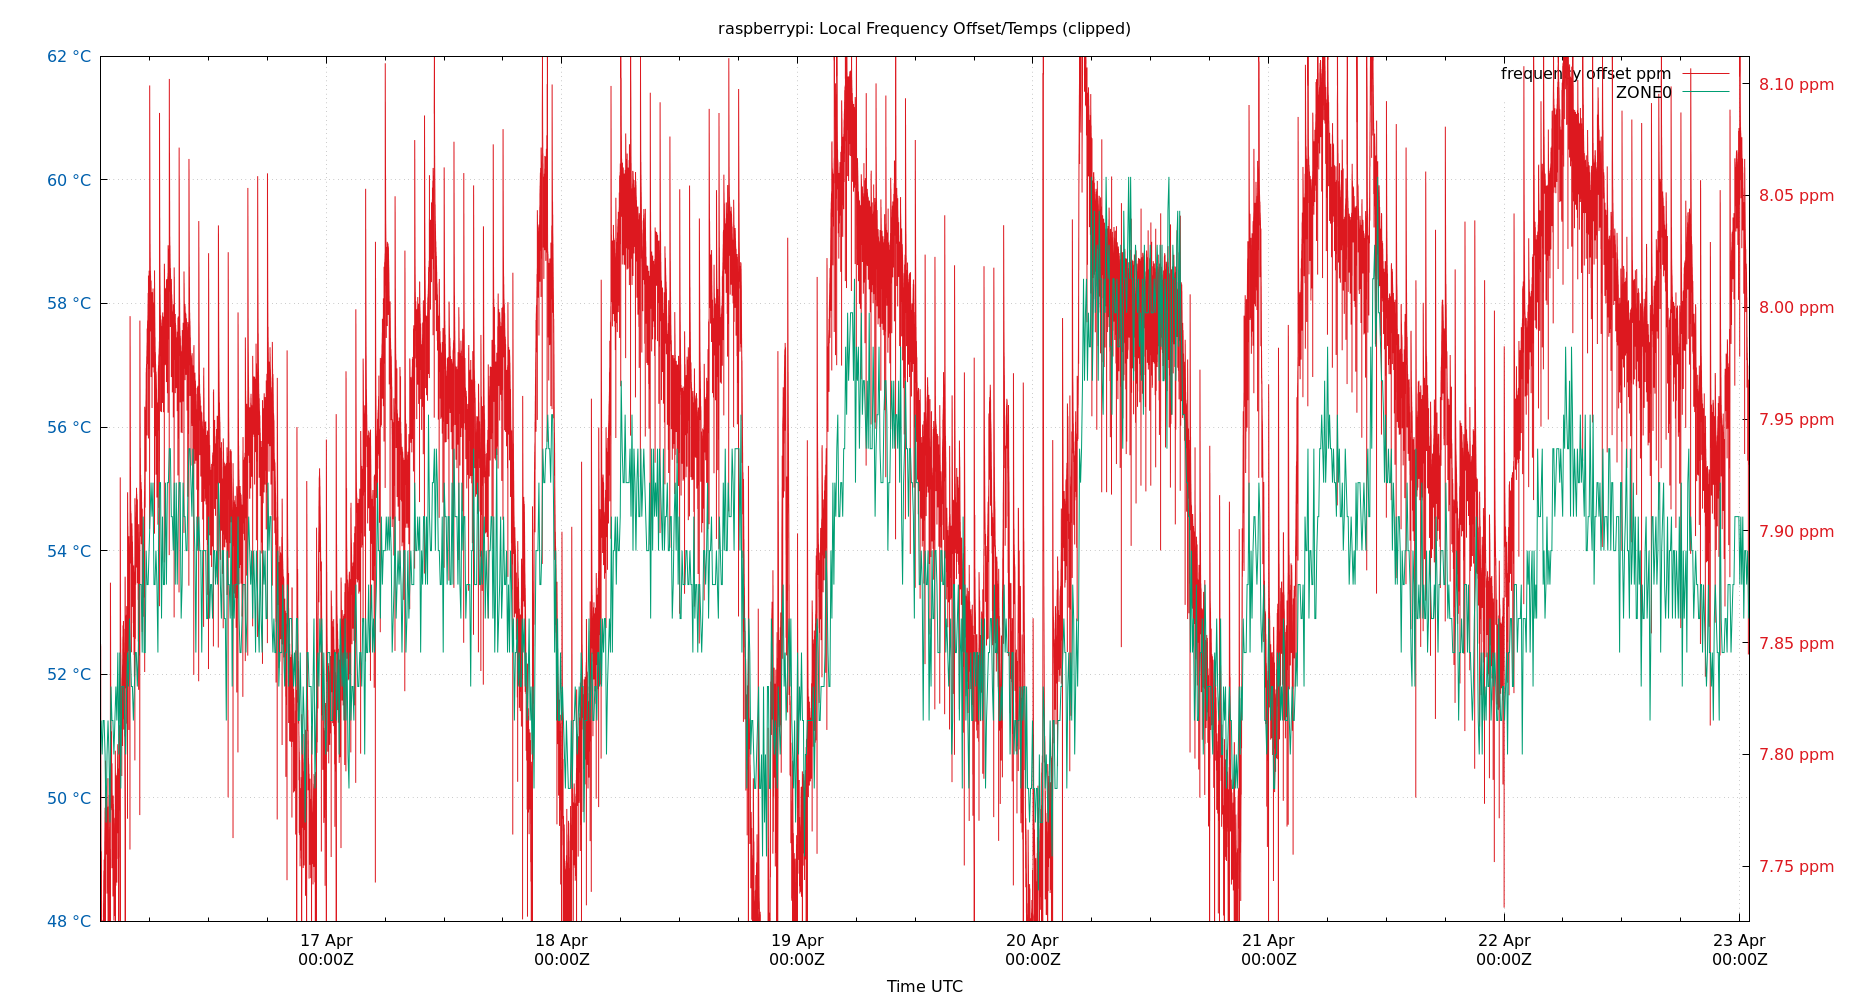 raspberrypi: Local Frequency Offset/Temps (clipped)
62 °C
60 °C
58 °C
56 °C
54 °C
52 °C
50 °C
48 °C
frequency offset ppm
ZONE0
8.10 ppm
8.05 ppm
8.00 ppm
7.95 ppm
7.90 ppm
7.85 ppm
7.80 ppm
7.75 ppm
17 Apr
00:00Z
18 Apr
00:00Z
19 Apr
00:00Z
20 Apr
00:00Z
21 Apr
00:00Z
22 Apr
00:00Z
23 Apr
00:00Z
Time UTC